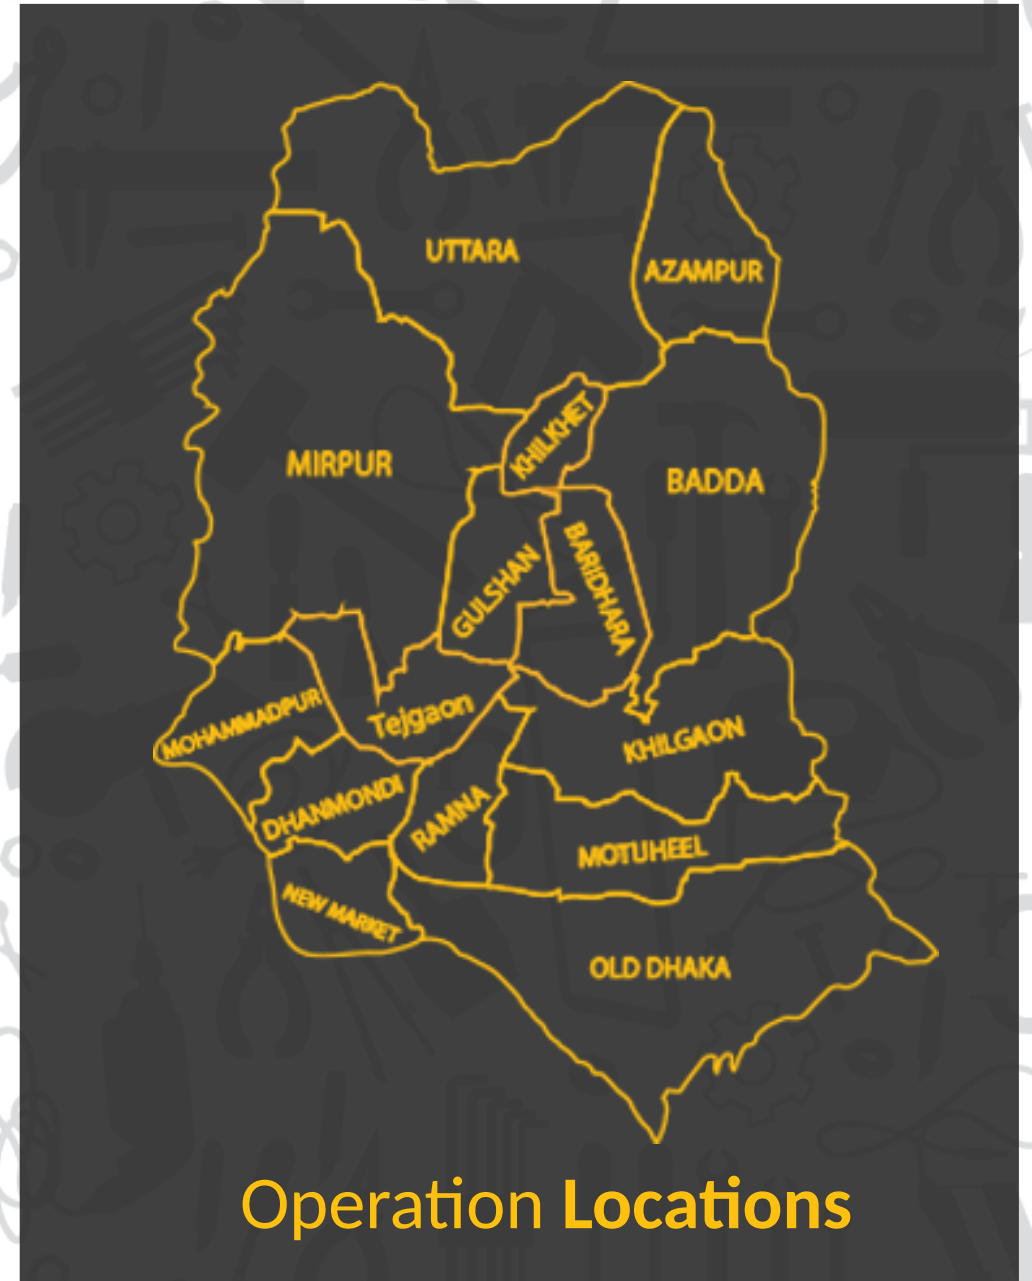 UTTARA
AZAMPUR
KHILKHET
MIRPUR
BADDA
GULSHAN
BARIDHARA
MOHAMMADPUR
Tejgaon
KHILGAON
DHANMONDI
RAMNA
MOTIJHEEL
NEW MARKET
OLD DHAKA
Operation Locations